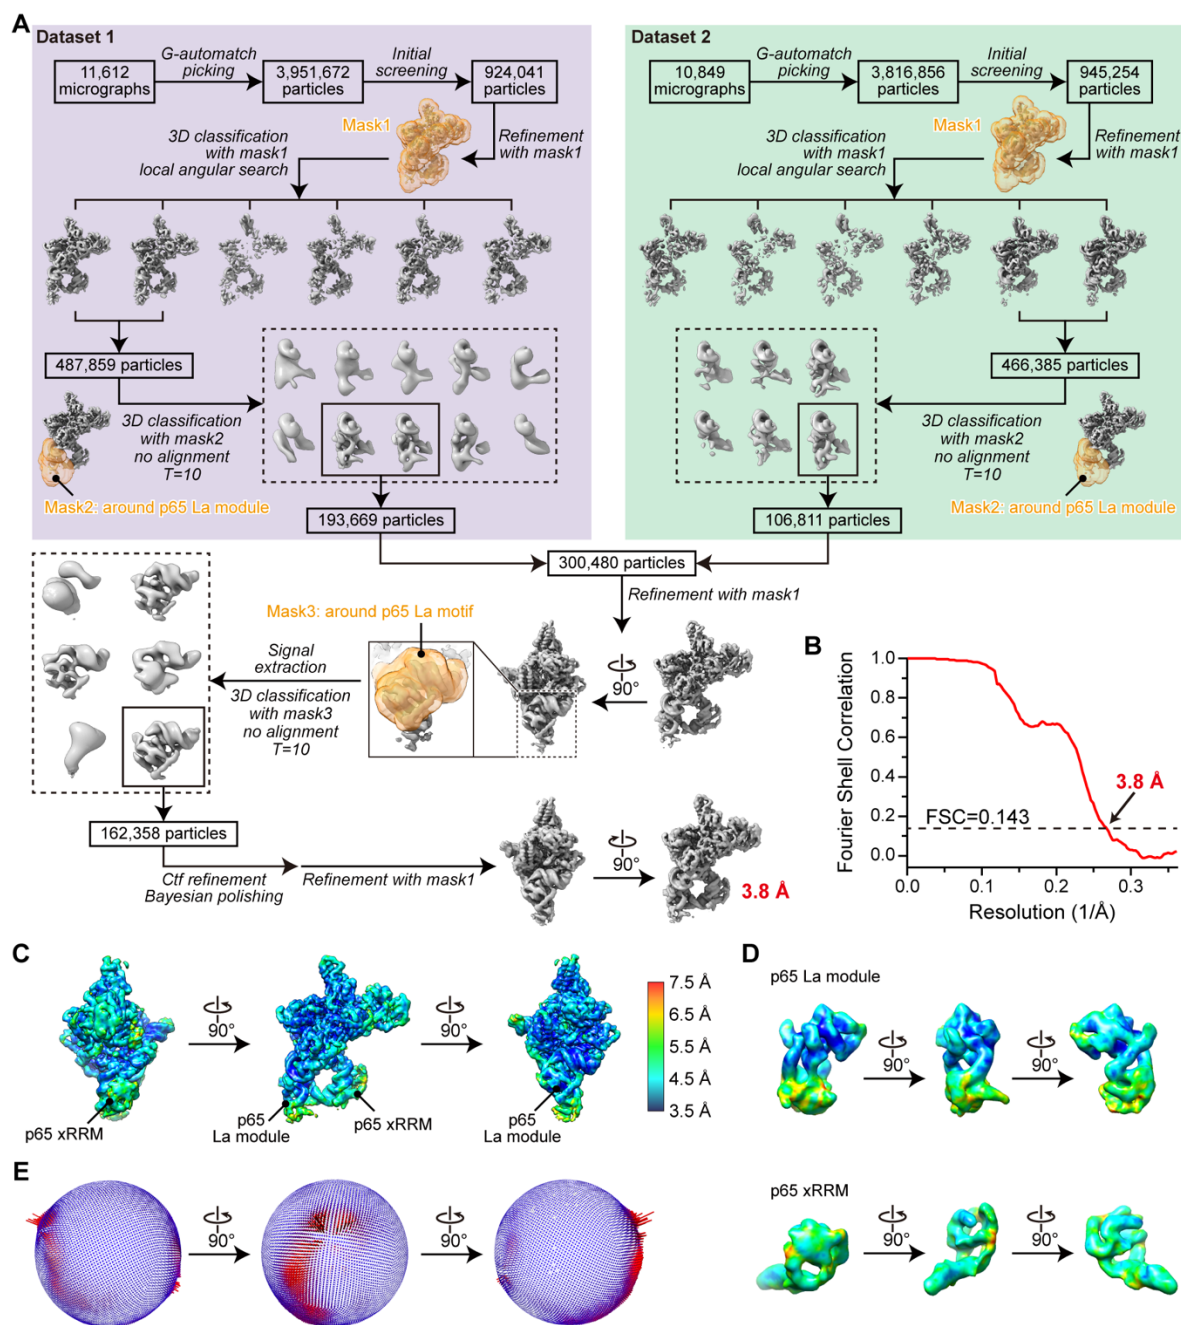 A
Dataset 1
G-automatch
picking
Initial
screening
11,612
micrographs
3,951,672
particles
924,041
particles
Mask1
3D classification
with mask1
local angular search
Refinement
with mask1
487,859 particles
3D classification
with mask2
no alignment
T=10
Mask2: around p65 La module
193,669 particles
Dataset 2
G-automatch
picking
Initial
screening
10,849
micrographs
3,816,856
particles
945,254
particles
Mask1
3D classification
with mask1
local angular search
Refinement
with mask1
466,385 particles
3D classification
with mask2
no alignment
T=10
Mask2: around p65 La module
106,811 particles
300,480 particles
Refinement with mask1
90°
Mask3: around p65 La motif
Signal
extraction
3D classification
with mask3
no alignment
T=10
162,358 particles
Ctf refinement
Bayesian polishing
Refinement with mask1
90°
3.8 Å
B
Fourier Shell Correlation
1.0
0.8
0.6
0.4
0.2
0.0
FSC=0.143
3.8 Å
0.0
0.1
0.2
0.3
Resolution (1/Å)
C
90°
90°
p65 xRRM
p65
La module
p65 xRRM
p65
La module
7.5 Å
6.5 Å
5.5 Å
4.5 Å
3.5 Å
D
p65 La module
90°
90°
p65 xRRM
90°
90°
E
90°
90°